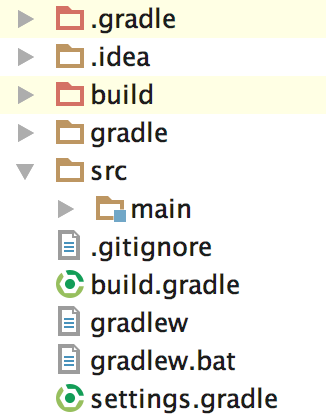 .gradle
.idea
build
gradle
src
main
.gitignore
build.gradle
gradlew
gradlew.bat
settings.gradle